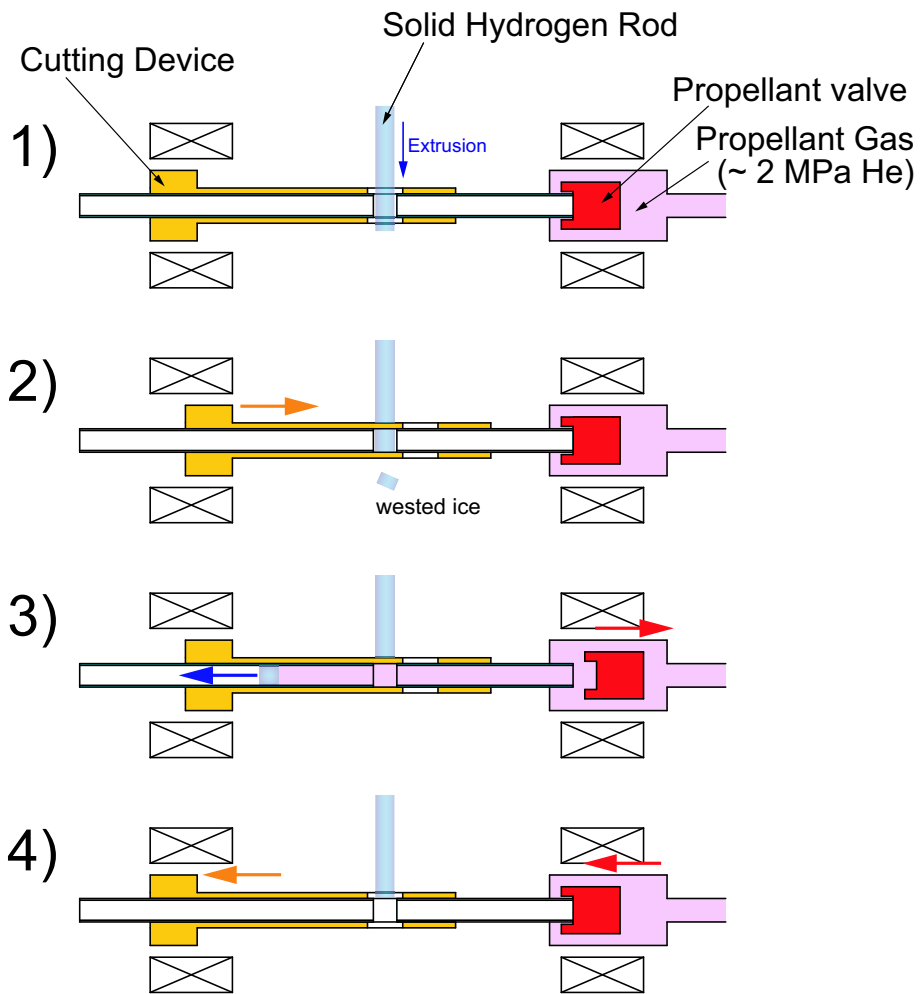 Solid Hydrogen Rod
Cutting Device
Propellant valve
1)
Extrusion
Propellant Gas
(~ 2 MPa He)
2)
wested ice
3)
4)